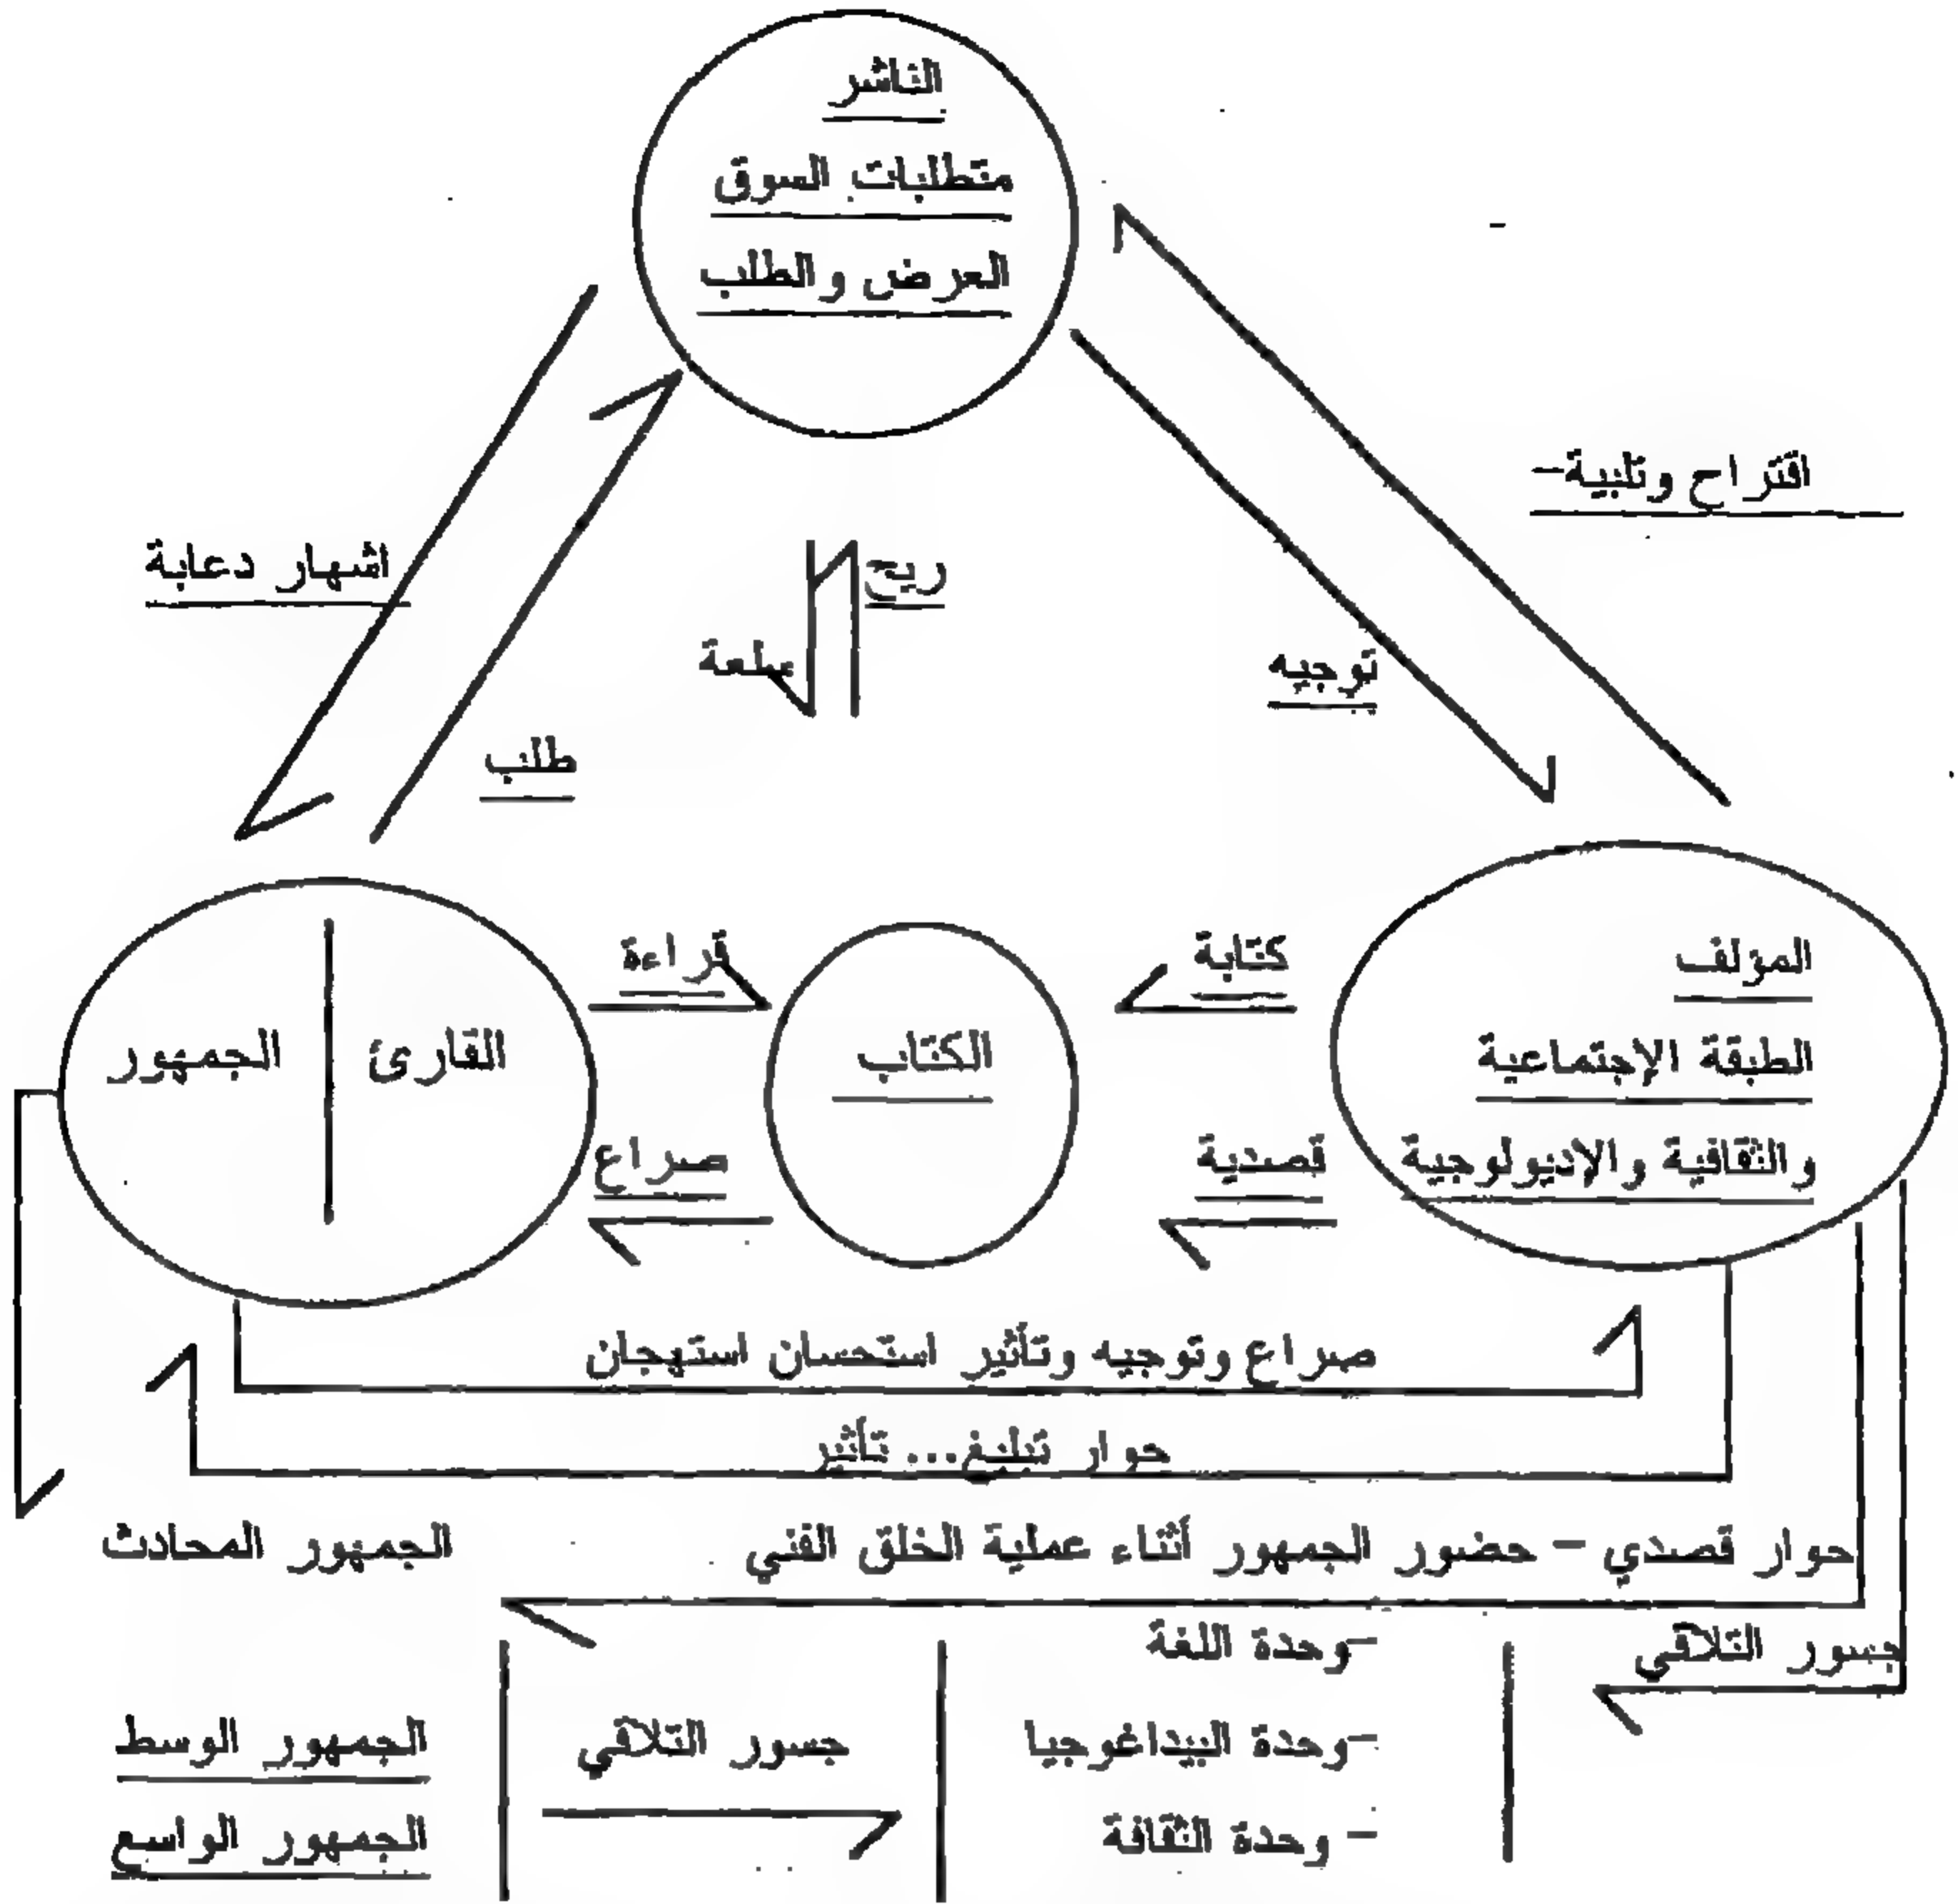 الناشر
متطلبات السوق
العرض والطلب
اقتراح وتلبية-
اشهار دعاية
ربح
سلعة
توجيه
طلب
المؤلف
الطبقة الإجتماعية
والثقافية والإديولوجية
كتابة
قصدية
الكتاب
قراءة
صراع
القارئ
الجمهور
صراع وتوجيه وتأثير استحسان استهجان
حوار تبليغ... تأثير
حوار قصدي - حضور الجمهور أثناء عملية الخلق الفني
الجمهور المحادث
جسور التلاقي
-وحدة اللغة
-وحدة البيداغوجيا
- وحدة الثقافة
جسور التلاقي
الجمهور الوسط
الجمهور الواسع